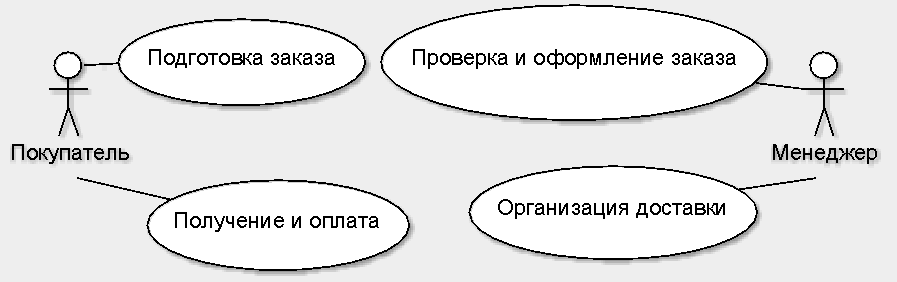 Подготовка заказа
Проверка и оформление заказа
Покупатель
Менеджер
Получение и оплата
Организация доставки